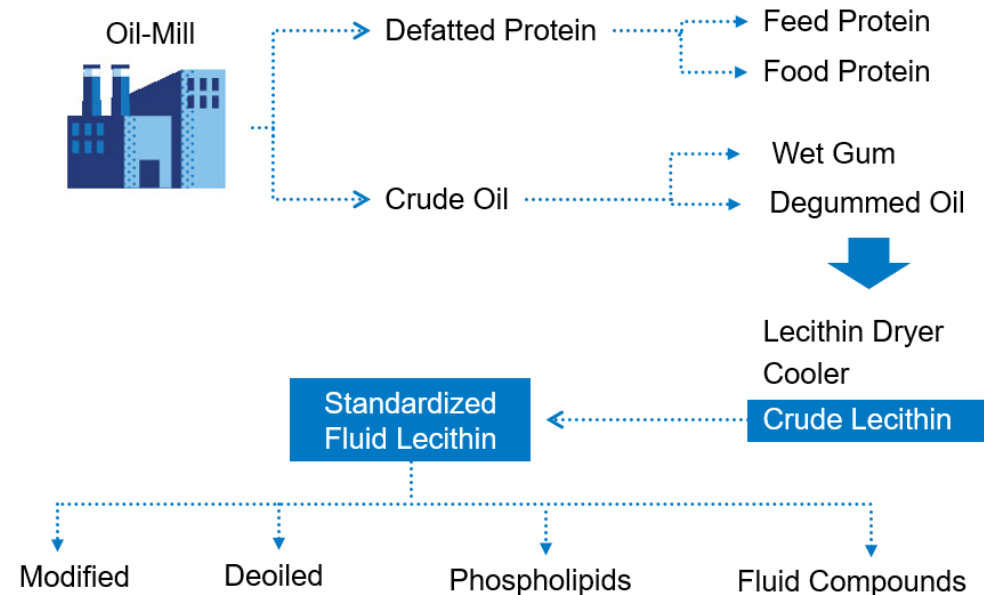 Oil-Mill
Defatted Protein
Feed Protein
Food Protein
Crude Oil
Wet Gum
Degummed Oil
Lecithin Dryer
Cooler
Crude Lecithin
Standardized
Fluid Lecithin
Modified
Deoiled
Phospholipids
Fluid Compounds